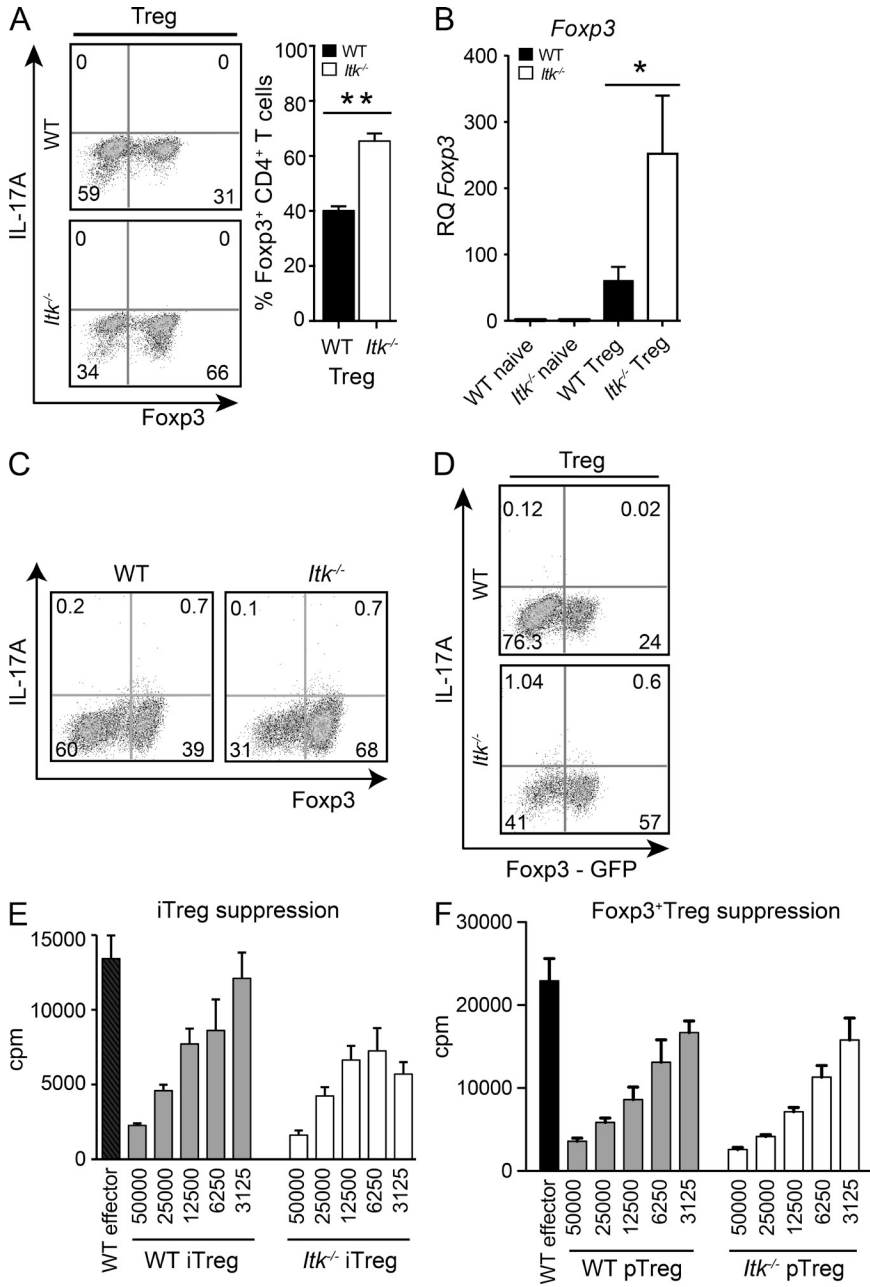 A
Treg
0
0
WT
59
31
0
0
Itk-/-
34
66
IL-17A
Foxp3
WT
Itk-/-
**
100
80
60
40
20
0
% Foxp3+ CD4+ T cells
WT
Itk-/-
Treg
B
Foxp3
WT
Itk-/-
*
400
300
200
100
0
RQ Foxp3
WT naive
Itk-/- naive
WT Treg
Itk-/- Treg
C
WT
Itk-/-
0.2
0.7
0.1
0.7
60
39
31
68
IL-17A
Foxp3
D
Treg
0.12
0.02
WT
76.3
24
1.04
0.6
Itk-/-
41
57
IL-17A
Foxp3 - GFP
E
iTreg suppression
15000
10000
5000
0
cpm
WT effector
50000
25000
12500
6250
3125
50000
25000
12500
6250
3125
WT iTreg
Itk-/- iTreg
F
Foxp3+Treg suppression
30000
20000
10000
0
cpm
WT effector
50000
25000
12500
6250
3125
50000
25000
12500
6250
3125
WT pTreg
Itk-/- pTreg